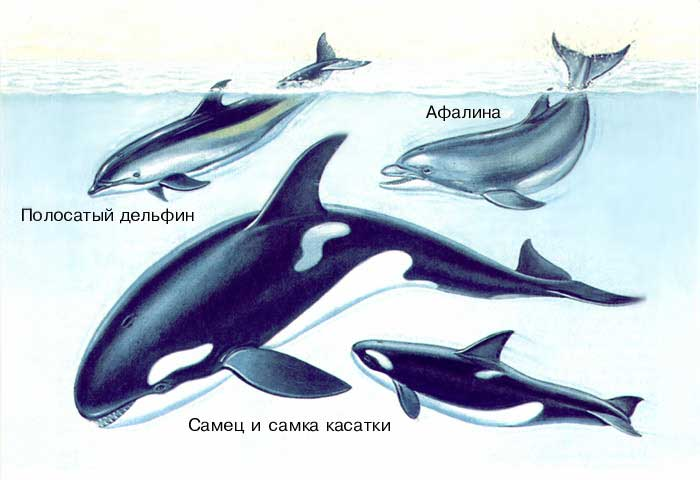 Афалина
Полосатый дельфин
Самец и самка касатки